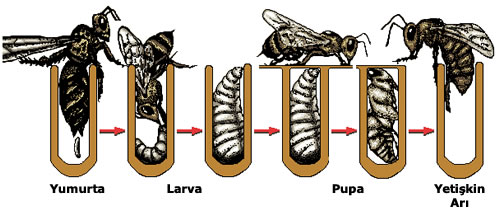 Yumurta
Larva
Pupa
Yetişkin
Arı